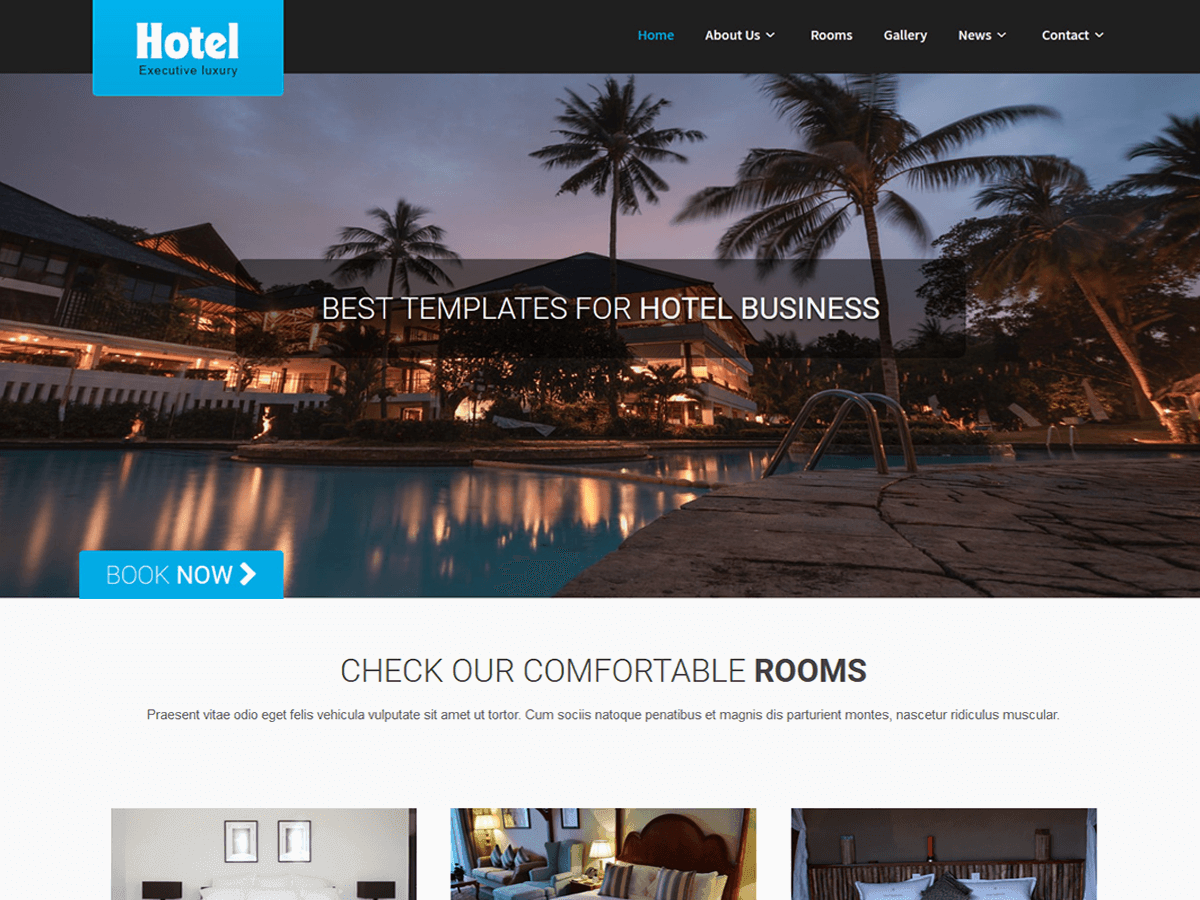 Hotel
Executive luxury
Home About Us Rooms Gallery News Contact
BEST TEMPLATES FOR HOTEL BUSINESS
BOOK NOW
CHECK OUR COMFORTABLE ROOMS
Praesent vitae odio eget felis vehicula vulputate sit amet ut tortor. Cum sociis natoque penatibus et magnis dis parturient montes, nascetur ridiculus muscular.